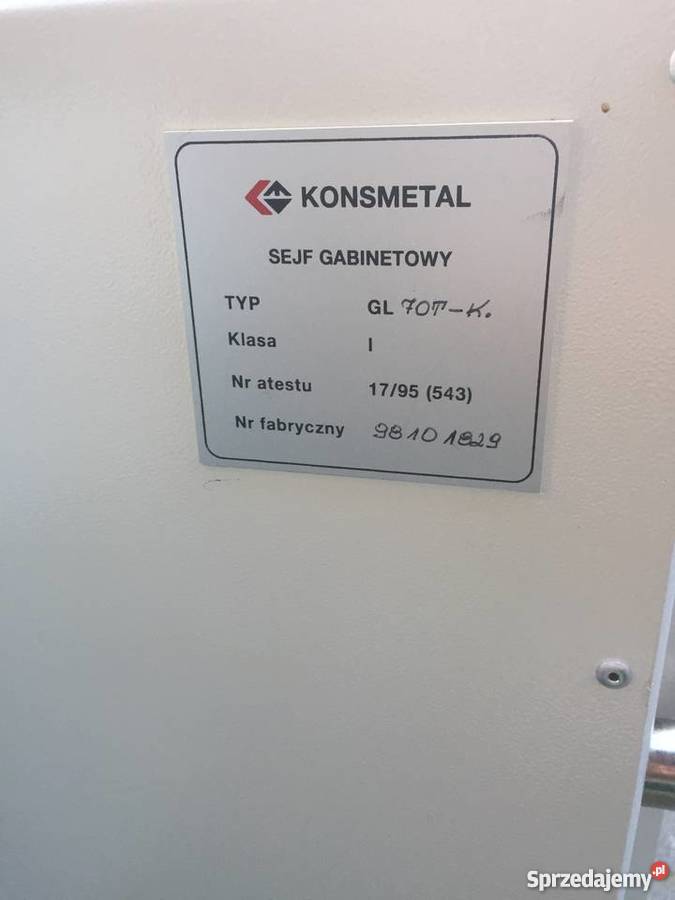 KONSMETAL
SEJF GABINETOWY
TYP GL 70T-K.
Klasa I
Nr atestu 17/95 (543)
Nr fabryczny 98101829
Sprzedajemy.pl